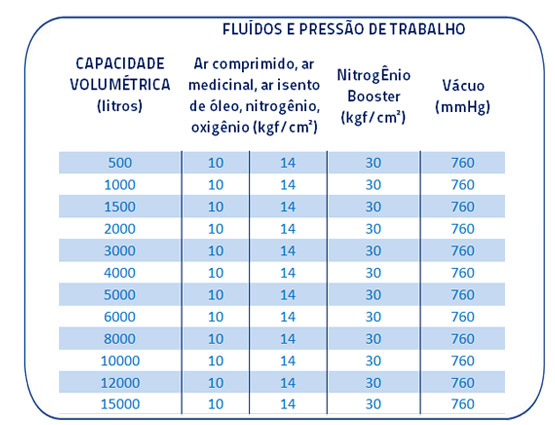 FLUÍDOS E PRESSÃO DE TRABALHO
CAPACIDADE
VOLUMÉTRICA
(litros)
Ar comprimido, ar
medicinal, ar isento
de óleo, nitrogênio,
oxigênio (kgf/cm²)
NitrogÊnio
Booster
(kgf/cm²)
Vácuo
(mmHg)
500 10 14 30 760
1000 10 14 30 760
1500 10 14 30 760
2000 10 14 30 760
3000 10 14 30 760
4000 10 14 30 760
5000 10 14 30 760
6000 10 14 30 760
8000 10 14 30 760
10000 10 14 30 760
12000 10 14 30 760
15000 10 14 30 760